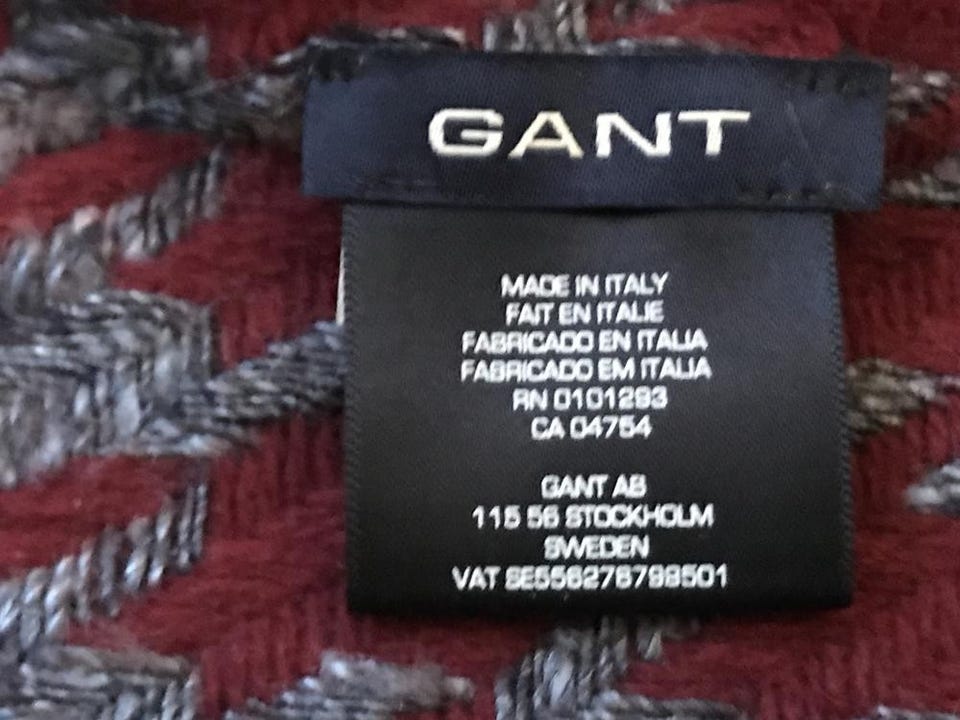 GANT
MADE IN ITALY
FAIT EN ITALIE
FABRICADO EN ITALIA
FABRICADO EM ITALIA
RN 0101293
CA 04754
GANT AB
115 56 STOCKHOLM
SWEDEN
VAT SE556276798501